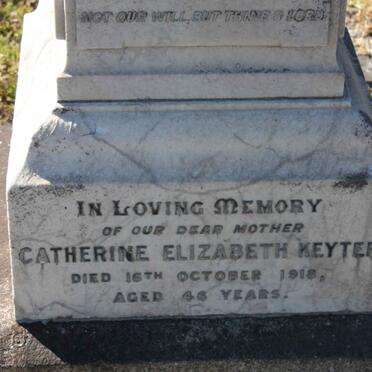 NOT OUR WILL, BUT THINE O LORD
IN LOVING MEMORY
OF OUR DEAR MOTHER
CATHERINE ELIZABETH KEYTER
DIED 16TH OCTOBER 1918,
AGED 46 YEARS.